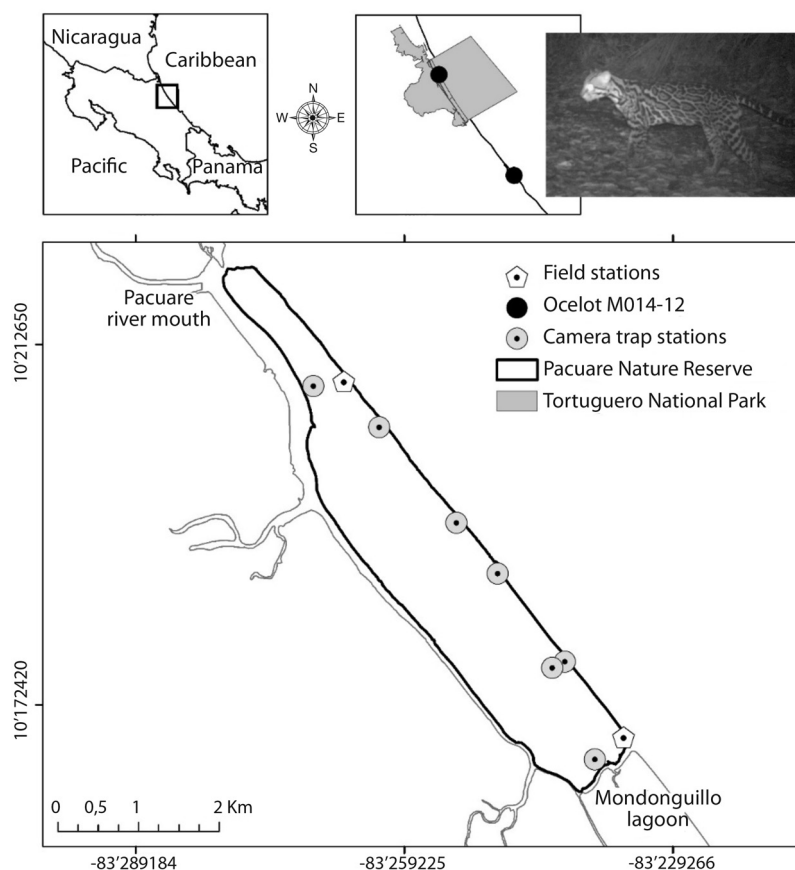 Nicaragua
Caribbean
Pacific
Panama
N
W E
S
Pacuare
river mouth
Field stations
Ocelot M014-12
Camera trap stations
Pacuare Nature Reserve
Tortuguero National Park
10'212650
10'172420
0 0,5 1 2 Km
Mondonguillo
lagoon
-83'289184 -83'259225 -83'229266